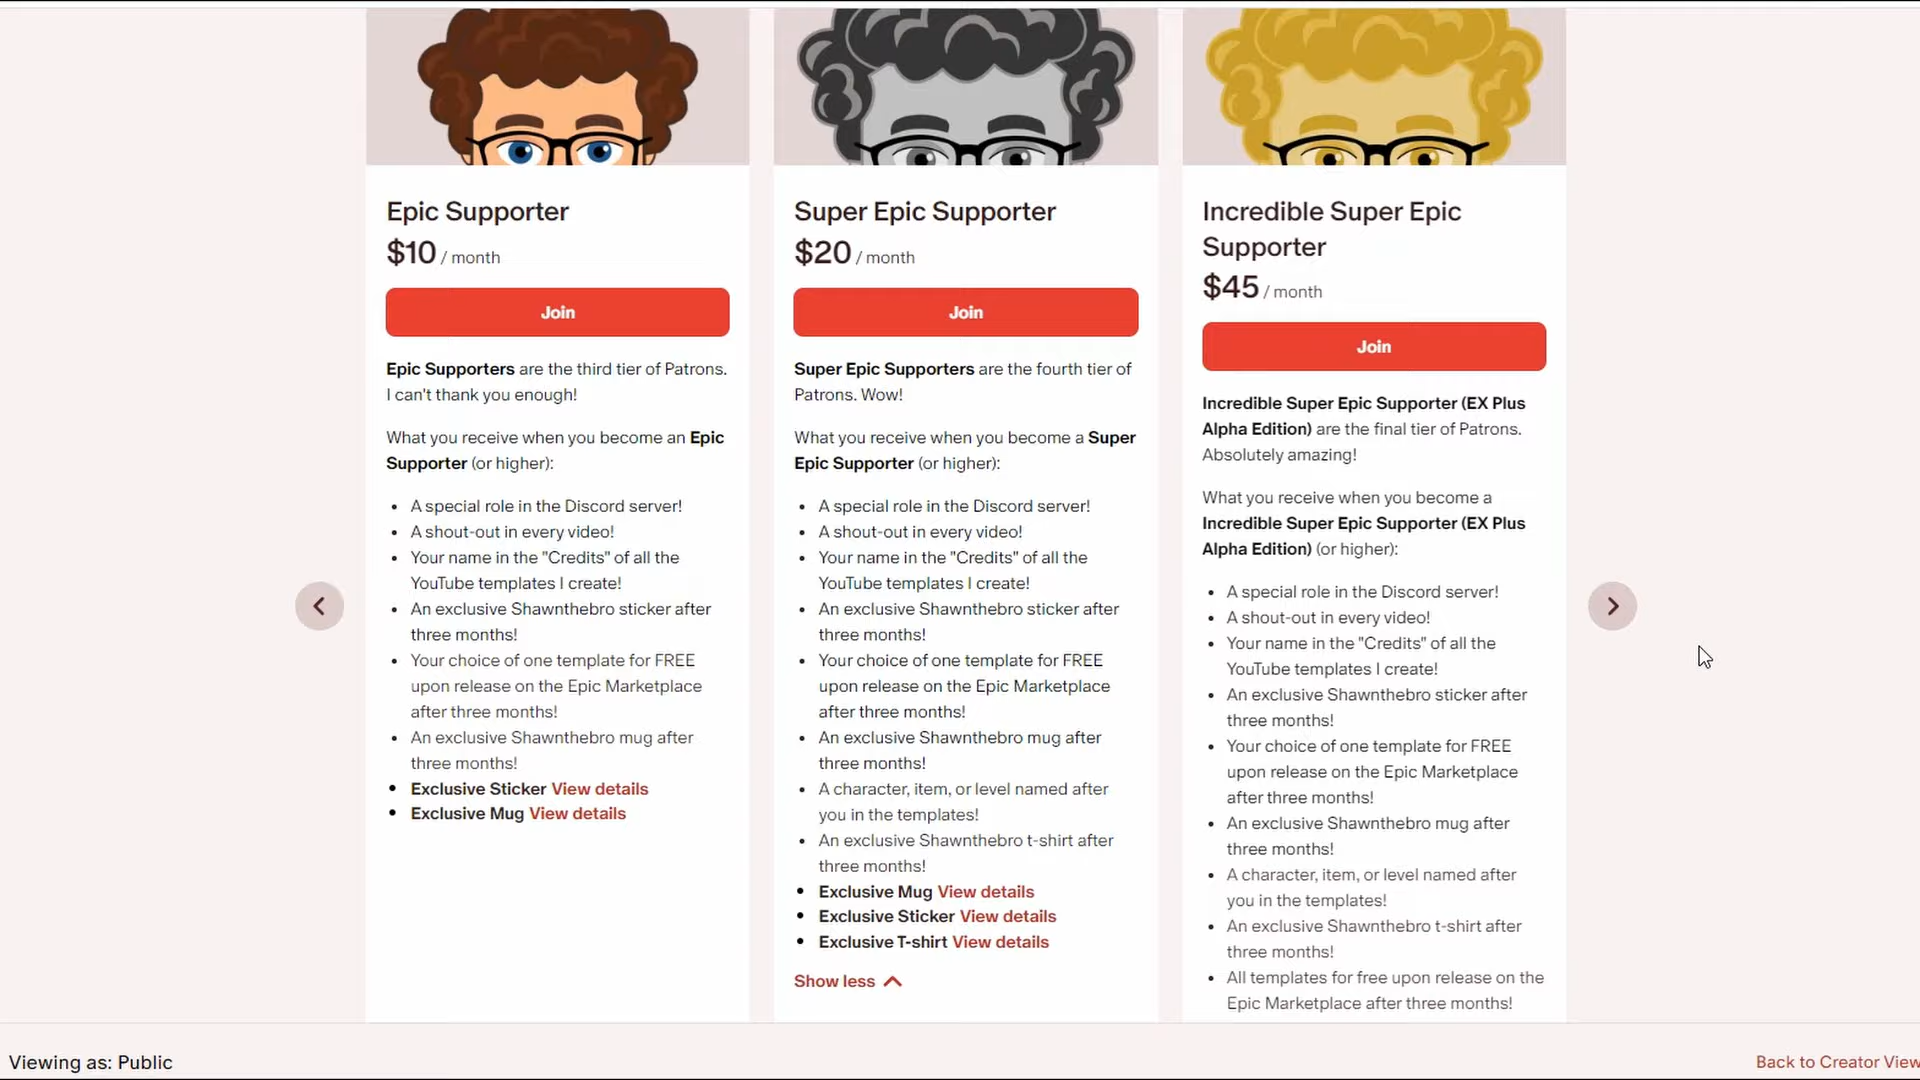 Epic Supporter
$10 / month
Join
Epic Supporters are the third tier of Patrons.
I can't thank you enough!
What you receive when you become an Epic
Supporter (or higher):
• A special role in the Discord server!
• A shout-out in every video!
• Your name in the "Credits" of all the
YouTube templates I create!
• An exclusive Shawnthebro sticker after
three months!
• Your choice of one template for FREE
upon release on the Epic Marketplace
after three months!
• An exclusive Shawnthebro mug after
three months!
• Exclusive Sticker View details
• Exclusive Mug View details
Super Epic Supporter
$20 / month
Join
Super Epic Supporters are the fourth tier of
Patrons. Wow!
What you receive when you become a Super
Epic Supporter (or higher):
• A special role in the Discord server!
• A shout-out in every video!
• Your name in the "Credits" of all the
YouTube templates I create!
• An exclusive Shawnthebro sticker after
three months!
• Your choice of one template for FREE
upon release on the Epic Marketplace
after three months!
• An exclusive Shawnthebro mug after
three months!
• A character, item, or level named after
you in the templates!
• An exclusive Shawnthebro t-shirt after
three months!
• Exclusive Mug View details
• Exclusive Sticker View details
• Exclusive T-shirt View details
Show less
Incredible Super Epic
Supporter
$45 / month
Join
Incredible Super Epic Supporter (EX Plus
Alpha Edition) are the final tier of Patrons.
Absolutely amazing!
What you receive when you become a
Incredible Super Epic Supporter (EX Plus
Alpha Edition) (or higher):
• A special role in the Discord server!
• A shout-out in every video!
• Your name in the "Credits" of all the
YouTube templates I create!
• An exclusive Shawnthebro sticker after
three months!
• Your choice of one template for FREE
upon release on the Epic Marketplace
after three months!
• An exclusive Shawnthebro mug after
three months!
• A character, item, or level named after
you in the templates!
• An exclusive Shawnthebro t-shirt after
three months!
• All templates for free upon release on the
Epic Marketplace after three months!
Viewing as: Public
Back to Creator View